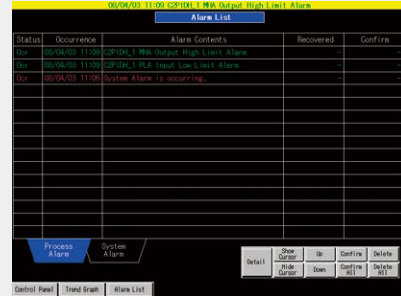 08/04/03 11:09 C2PIDH_1 MHA Output High Limit Alarm
Alarm List
Status Occurrence Alarm Contents Recovered Confirm
Ocr 08/04/03 11:09 C2PIDH_1 MHA Output High Limit Alarm - -
Ocr 08/04/03 11:09 C2PIDH_1 PLA Input Low Limit Alarm - -
Ocr 08/04/03 11:08 System Alarm is occurring. - -
Process Alarm
System Alarm
Detail
Show Cursor
Up
Confirm
Delete
Hide Cursor
Down
Confirm All
Delete All
Control Panel
Trend Graph
Alarm List